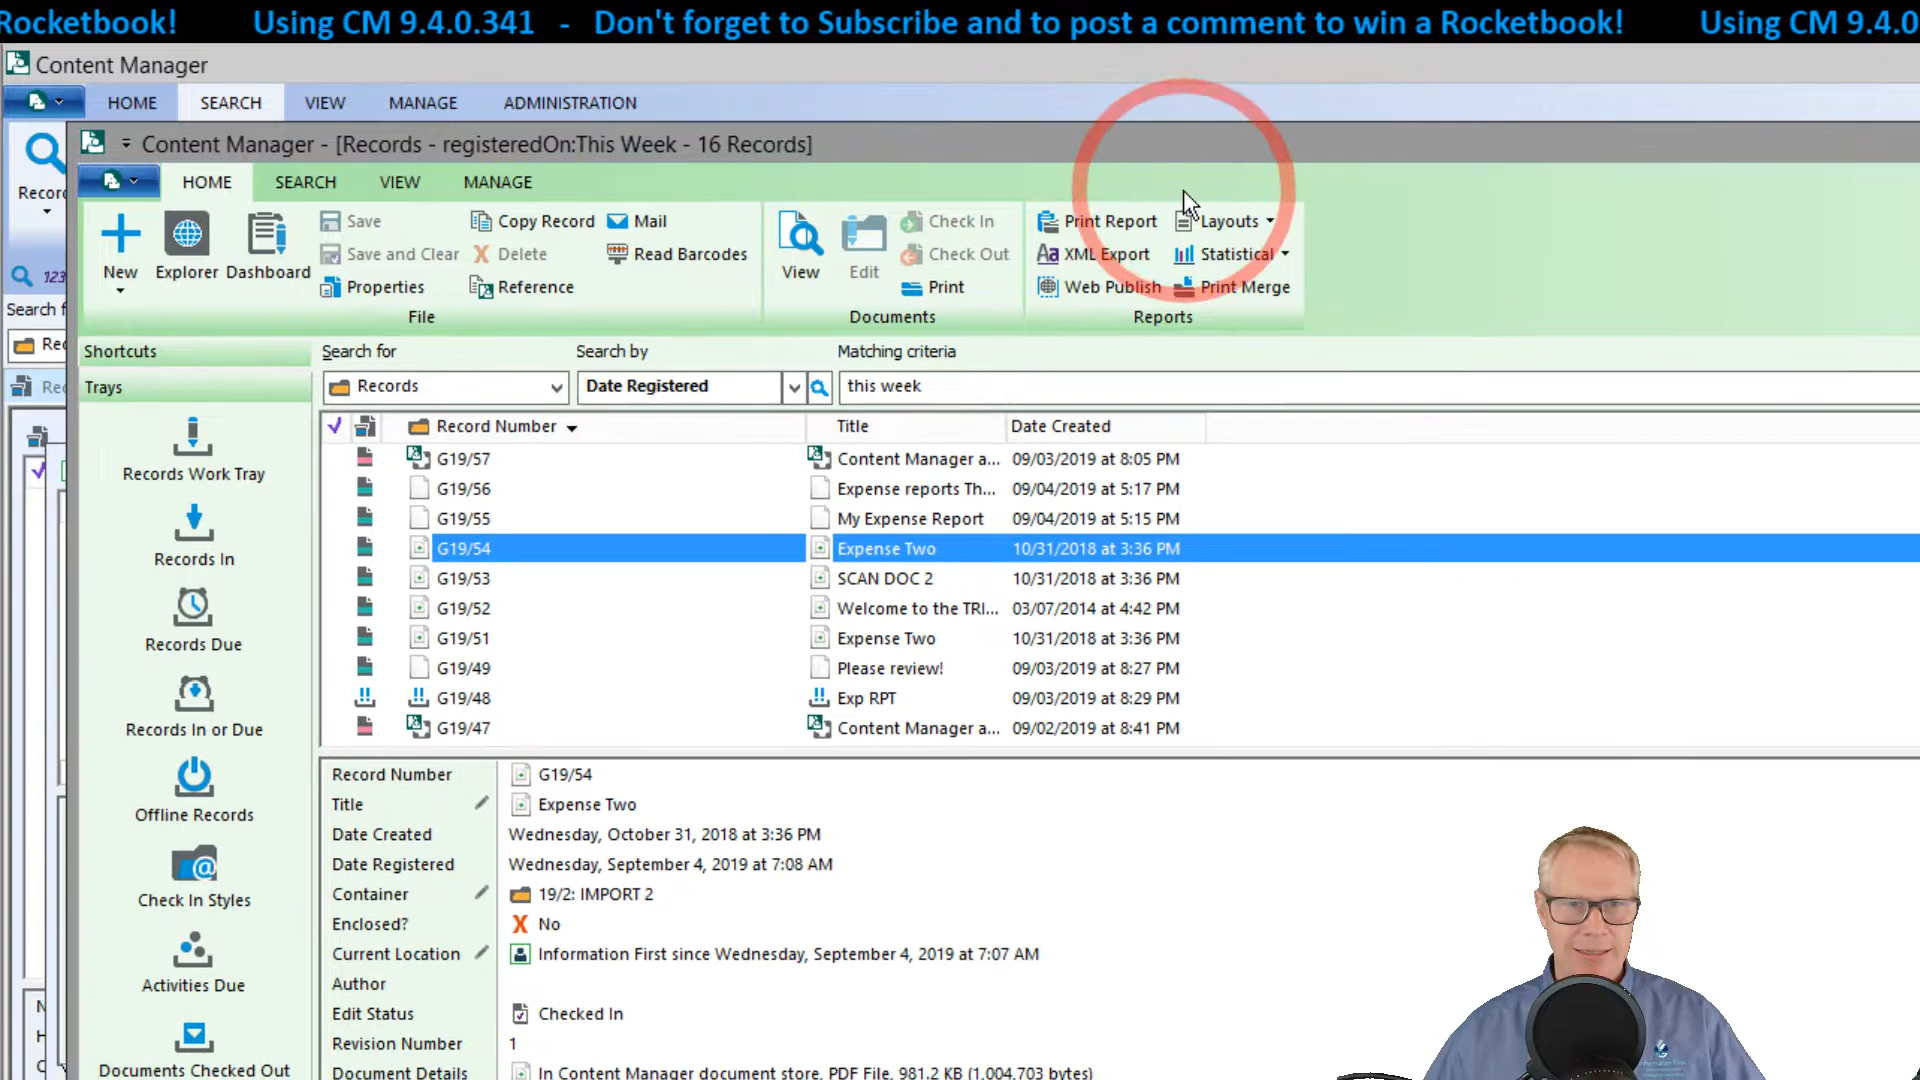 Rocketbook! Using CM 9.4.0.341 - Don't forget to Subscribe and to post a comment to win a Rocketbook! Using CM 9.4.0
Content Manager
HOME SEARCH VIEW MANAGE ADMINISTRATION
Content Manager - [Records - registeredOn:This Week - 16 Records]
HOME SEARCH VIEW MANAGE
Save Copy Record Mail Check In Print Report Layouts
Save and Clear Delete Read Barcodes Check Out XML Export Statistical
New Explorer Dashboard View Edit
Properties Reference Print Web Publish Print Merge
File Documents Reports
Shortcuts Search for Search by Matching criteria
Trays Records Date Registered this week
Record Number Title Date Created
G19/57 Content Manager a... 09/03/2019 at 8:05 PM
G19/56 Expense reports Th... 09/04/2019 at 5:17 PM
G19/55 My Expense Report 09/04/2019 at 5:15 PM
G19/54 Expense Two 10/31/2018 at 3:36 PM
G19/53 SCAN DOC 2 10/31/2018 at 3:36 PM
G19/52 Welcome to the TRI... 03/07/2014 at 4:42 PM
G19/51 Expense Two 10/31/2018 at 3:36 PM
G19/49 Please review! 09/03/2019 at 8:27 PM
G19/48 Exp RPT 09/03/2019 at 8:29 PM
G19/47 Content Manager a... 09/02/2019 at 8:41 PM
Records Work Tray
Records In
Records Due
Records In or Due
Offline Records
Check In Styles
Activities Due
Documents Checked Out
Record Number G19/54
Title Expense Two
Date Created Wednesday, October 31, 2018 at 3:36 PM
Date Registered Wednesday, September 4, 2019 at 7:08 AM
Container 19/2: IMPORT 2
Enclosed? No
Current Location Information First since Wednesday, September 4, 2019 at 7:07 AM
Author
Edit Status Checked In
Revision Number 1
Document Details In Content Manager document store, PDF File, 981.2 KB (1,004,703 bytes)